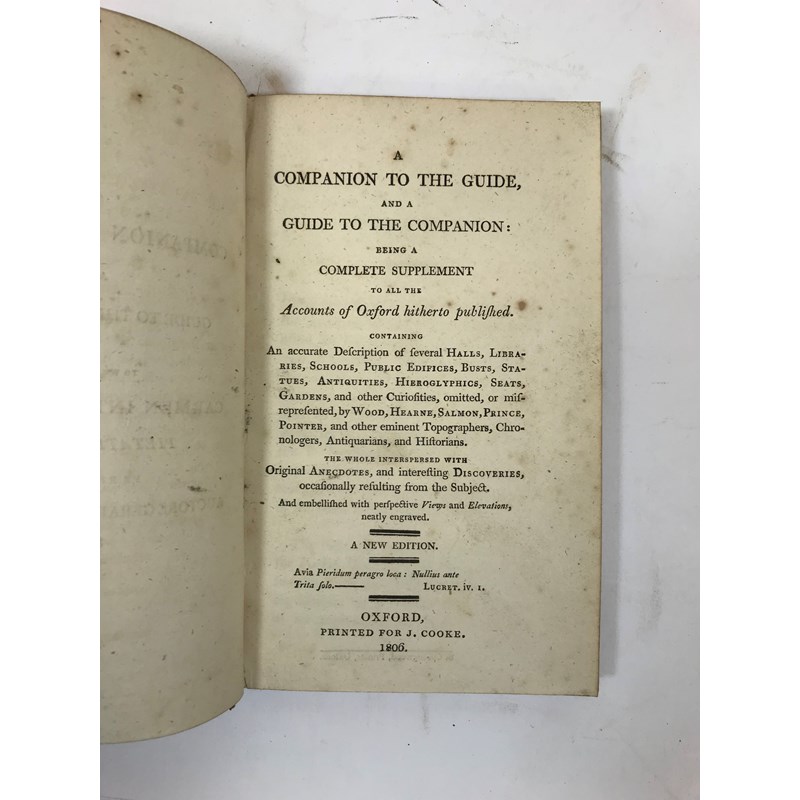 A
COMPANION TO THE GUIDE,
AND A
GUIDE TO THE COMPANION:
BEING A
COMPLETE SUPPLEMENT
TO ALL THE
Accounts of Oxford hitherto publiſhed.
CONTAINING
An accurate Deſcription of ſeveral HALLS, LIBRA-
RIES, SCHOOLS, PUBLIC EDIFICES, BUSTS, STA-
TUES, ANTIQUITIES, HIEROGLYPHICS, SEATS,
GARDENS, and other Curioſities, omitted, or miſ-
repreſented, by WOOD, HEARNE, SALMON, PRINCE,
POINTER, and other eminent Topographers, Chro-
nologers, Antiquarians, and Hiſtorians.
THE WHOLE INTERSPERSED WITH
Original ANECDOTES, and intereſting DISCOVERIES,
occaſionally reſulting from the Subject.
And embelliſhed with perſpective Views and Elevations,
neatly engraved.
A NEW EDITION.
Avia Pieridum peragro loca: Nullius ante
Trita ſolo.—— LUCRET. iv. 1.
OXFORD,
PRINTED FOR J. COOKE.
1806.